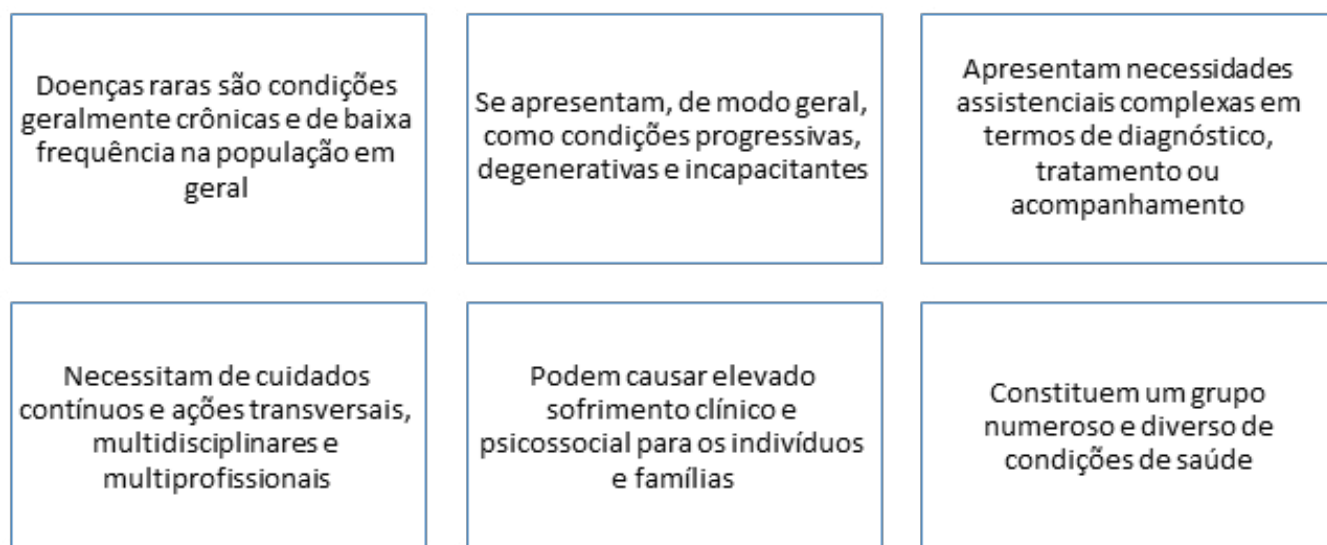 Doenças raras são condições
geralmente crônicas e de baixa
frequência na população em
geral
Se apresentam, de modo geral,
como condições progressivas,
degenerativas e incapacitantes
Apresentam necessidades
assistenciais complexas em
termos de diagnóstico,
tratamento ou
acompanhamento
Necessitam de cuidados
contínuos e ações transversais,
multidisciplinares e
multiprofissionais
Podem causar elevado
sofrimento clínico e
psicossocial para os indivíduos
e famílias
Constituem um grupo
numeroso e diverso de
condições de saúde